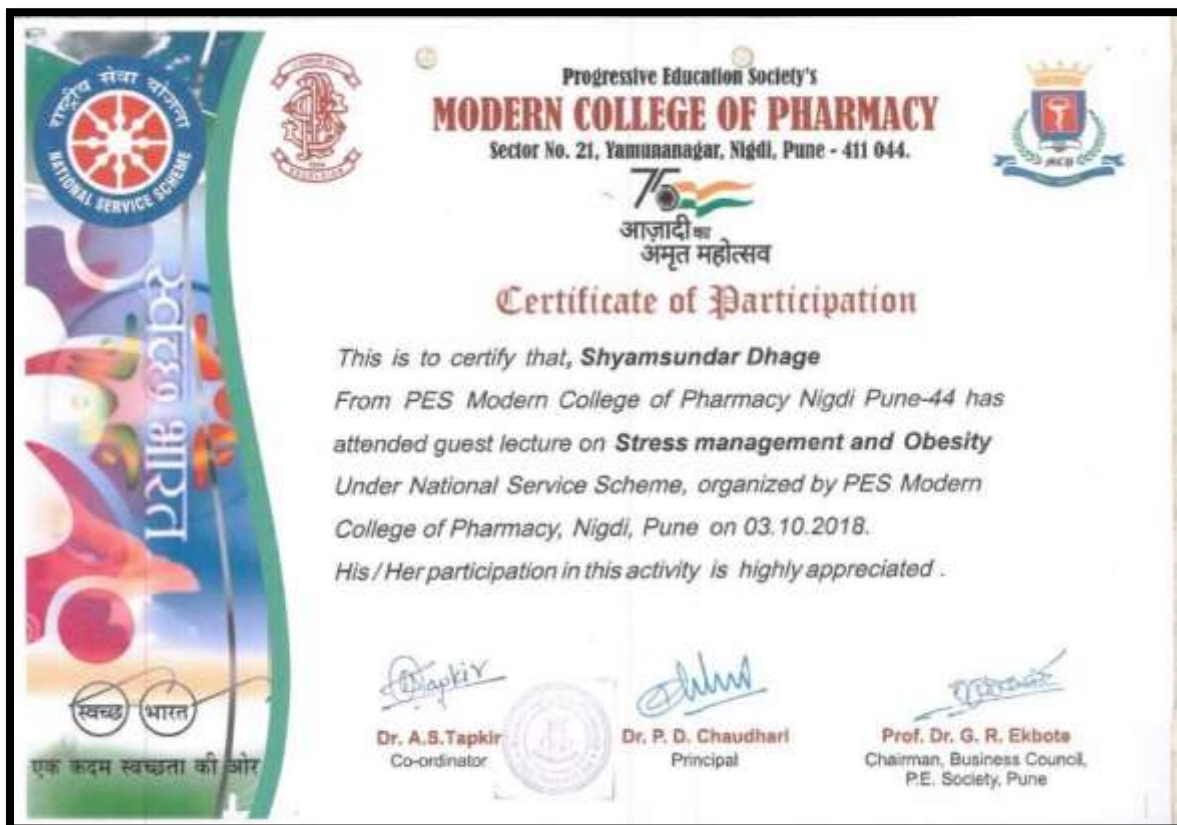 राष्ट्रीय सेवा योजना
NATIONAL SERVICE SCHEME
Progressive Education Society's
MODERN COLLEGE OF PHARMACY
Sector No. 21, Yamunanagar, Nigdi, Pune - 411 044.
MCP
75
आज़ादी का
अमृत महोत्सव
Certificate of Participation
This is to certify that, Shyamsundar Dhage
From PES Modern College of Pharmacy Nigdi Pune-44 has
attended guest lecture on Stress management and Obesity
Under National Service Scheme, organized by PES Modern
College of Pharmacy, Nigdi, Pune on 03.10.2018.
His / Her participation in this activity is highly appreciated .
स्वच्छ भारत
स्वच्छ भारत
एक कदम स्वच्छता की ओर
Tapkir
Dr. A.S.Tapkir
Co-ordinator
Dr. P. D. Chaudhari
Principal
Prof. Dr. G. R. Ekbote
Chairman, Business Council,
P.E. Society, Pune